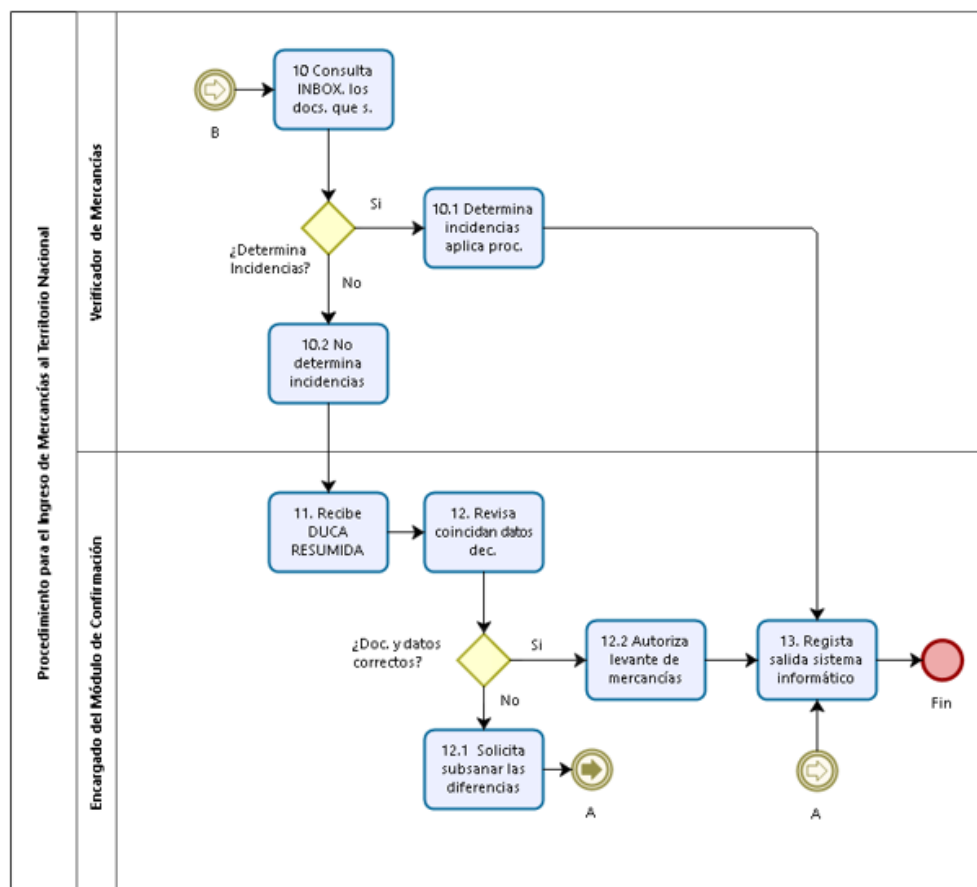 Procedimiento para el Ingreso de Mercancías al Territorio Nacional
Verificador de Mercancías
B
10 Consulta
INBOX. los
docs. que s.
¿Determina
Incidencias?
Si
10.1 Determina
incidencias
aplica proc.
No
10.2 No
determina
incidencias
Encargado del Módulo de Confirmación
11. Recibe
DUCA
RESUMIDA
12. Revisa
coincidan datos
dec.
¿Doc. y datos
correctos?
Si
12.2 Autoriza
levante de
mercancías
13. Regista
salida sistema
informático
Fin
No
12.1 Solicita
subsanar las
diferencias
A
A